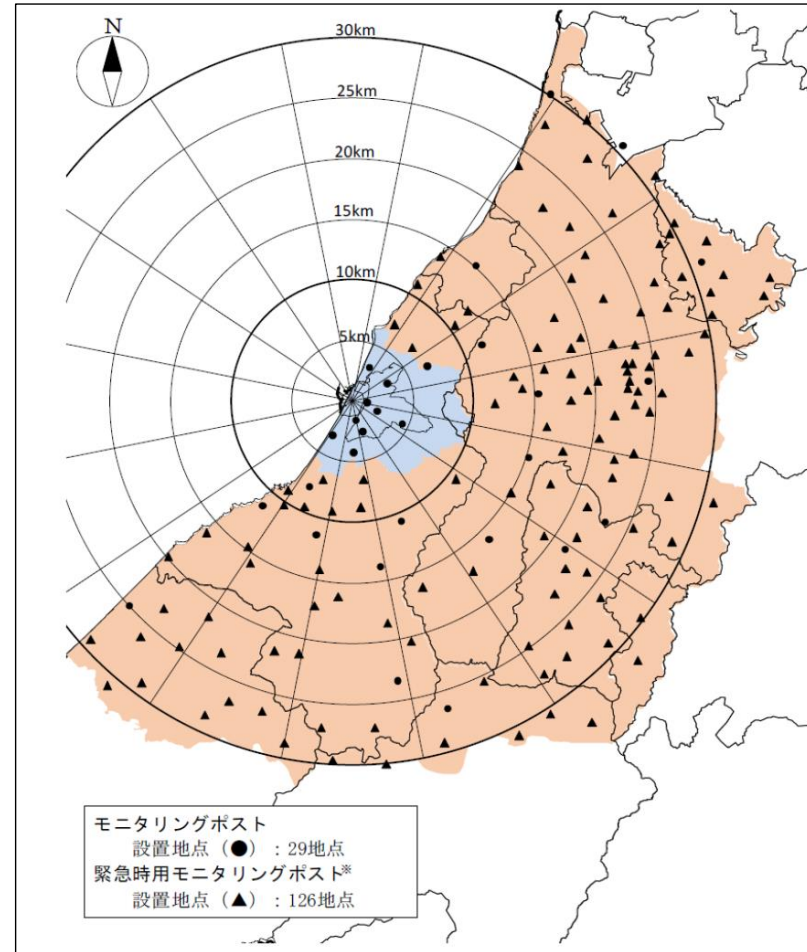 N
30km
25km
20km
15km
10km
5km
モニタリングポスト
設置地点（●）：29地点
緊急時用モニタリングポスト※
設置地点（▲）：126地点